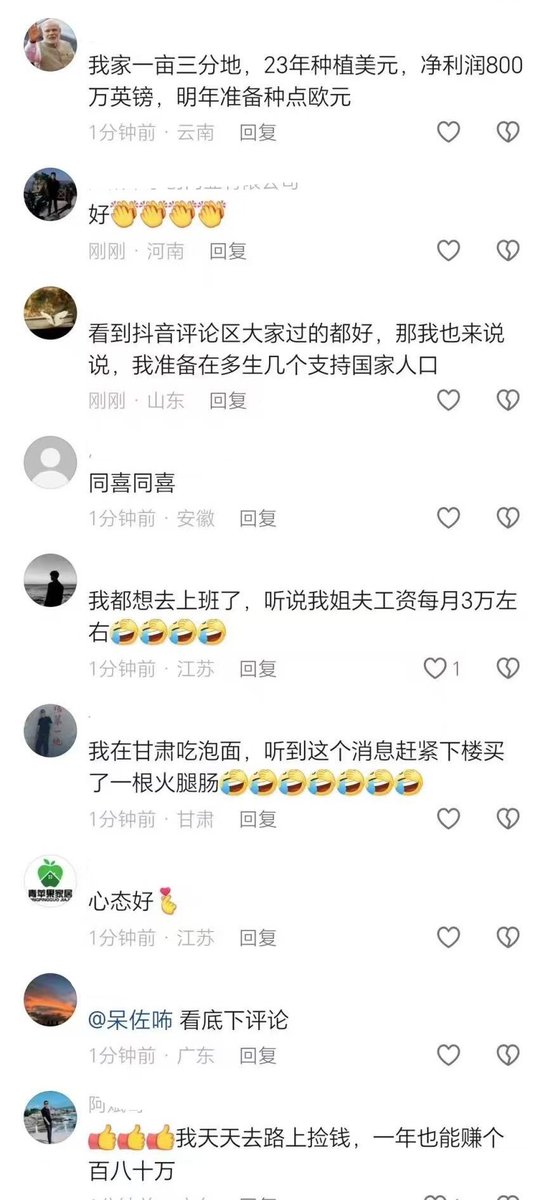 我家一亩三分地，23年种植美元，净利润800
万英镑，明年准备种点欧元
1分钟前 · 云南 回复
好👏👏👏👏
刚刚 · 河南 回复
看到抖音评论区大家过的都好，那我也来说
说，我准备在多生几个支持国家人口
刚刚 · 山东 回复
同喜同喜
1分钟前 · 安徽 回复
我都想去上班了，听说我姐夫工资每月3万左
右🤣🤣🤣🤣
1分钟前 · 江苏 回复
1
我在甘肃吃泡面，听到这个消息赶紧下楼买
了一根火腿肠🤣🤣🤣🤣🤣🤣🤣
1分钟前 · 甘肃 回复
青苹果家居
心态好🫰
1分钟前 · 江苏 回复
@呆佐咘 看底下评论
1分钟前 · 广东 回复
👍👍👍我天天去路上捡钱，一年也能赚个
百八十万